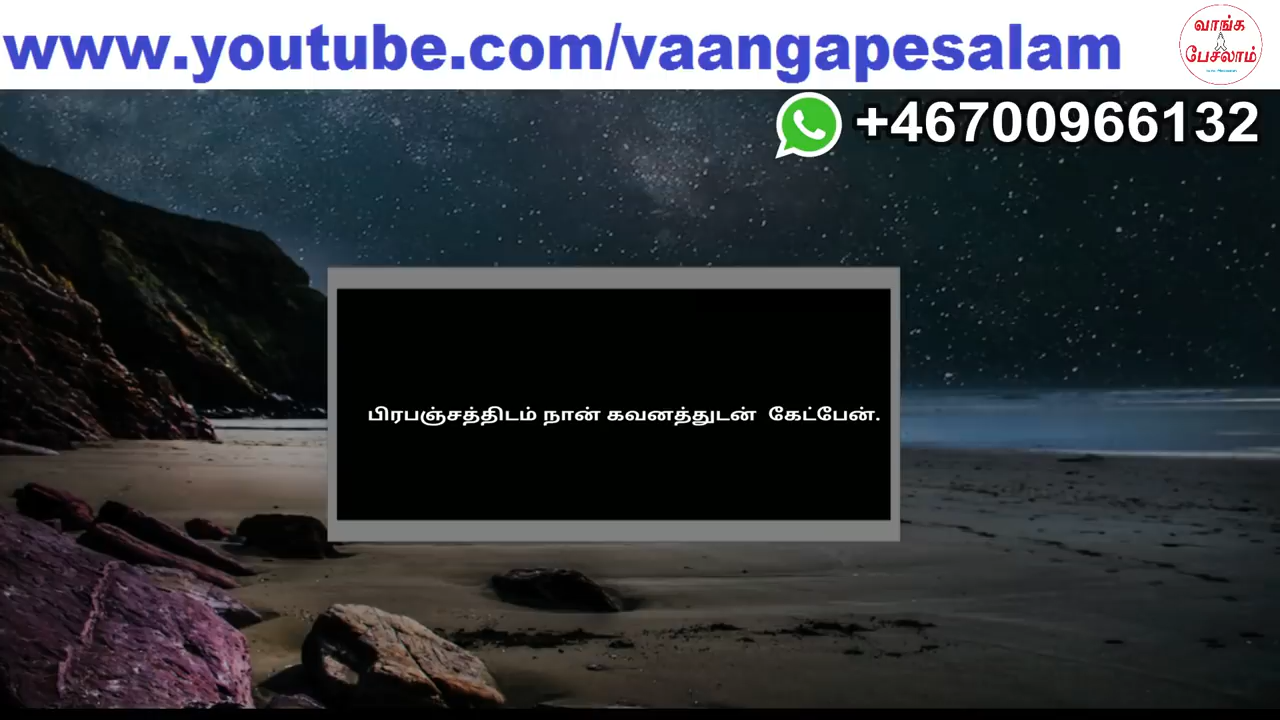 www.youtube.com/vaangapesalam
வாங்க
பேசலாம்
+46700966132
பிரபஞ்சத்திடம் நான் கவனத்துடன் கேட்பேன்.